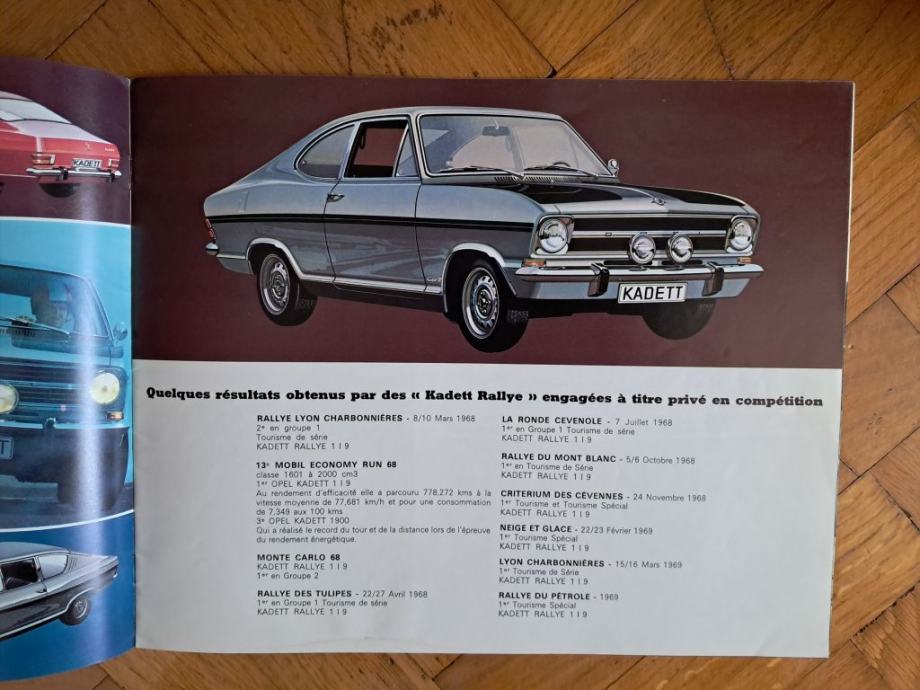 KADETT
KADETT
Quelques résultats obtenus par des « Kadett Rallye » engagées à titre privé en compétition
RALLYE LYON CHARBONNIÈRES - 8/10 Mars 1968
2e en groupe 1
Tourisme de série
KADETT RALLYE 1 l 9
13e MOBIL ECONOMY RUN 68
classe 1601 à 2000 cm3
1er OPEL KADETT 1 l 9
Au rendement d'efficacité elle a parcouru 778,272 kms à la
vitesse moyenne de 77,681 km/h et pour une consommation
de 7,349 aux 100 kms
3e OPEL KADETT 1900
Qui a réalisé le record du tour et de la distance lors de l'épreuve
du rendement énergétique.
MONTE CARLO 68
KADETT RALLYE 1 l 9
1er en Groupe 2
RALLYE DES TULIPES - 22/27 Avril 1968
1er en Groupe 1 Tourisme de série
KADETT RALLYE 1 l 9
LA RONDE CEVENOLE - 7 Juillet 1968
1er en Groupe 1 Tourisme de série
KADETT RALLYE 1 l 9
RALLYE DU MONT BLANC - 5/6 Octobre 1968
1er en Tourisme de Série
KADETT RALLYE 1 l 9
CRITERIUM DES CÉVENNES - 24 Novembre 1968
1er Tourisme et Tourisme Spécial
KADETT RALLYE 1 l 9
NEIGE ET GLACE - 22/23 Février 1969
1er Tourisme Spécial
KADETT RALLYE 1 l 9
LYON CHARBONNIÈRES - 15/16 Mars 1969
1er Tourisme de Série
KADETT RALLYE 1 l 9
RALLYE DU PÉTROLE - 1969
1er Tourisme Spécial
KADETT RALLYE 1 l 9